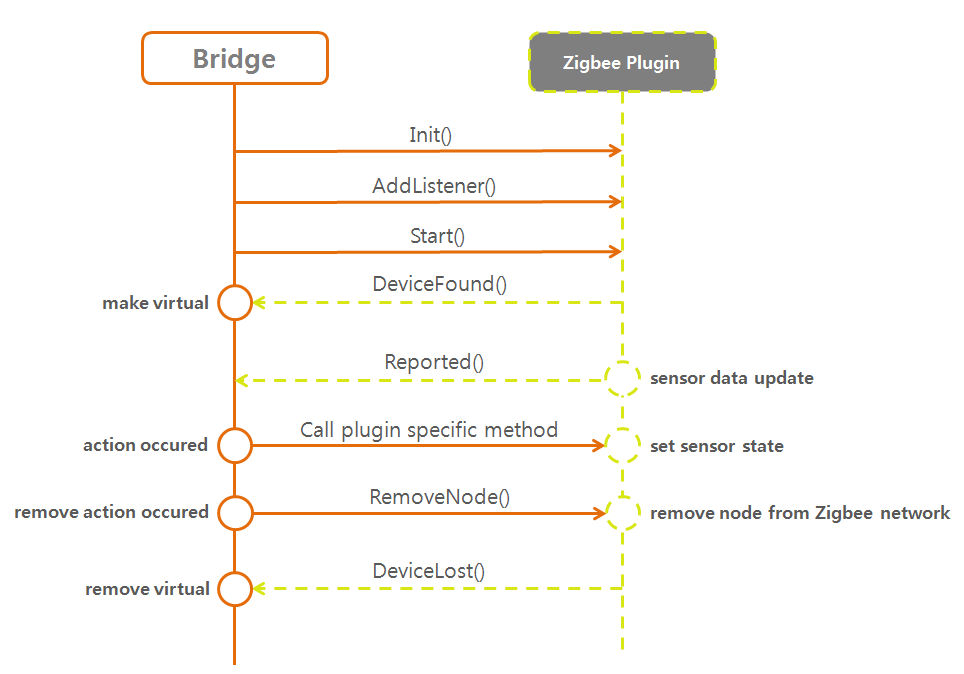 Bridge
Zigbee Plugin
Init()
AddListener()
Start()
DeviceFound()
make virtual
Reported()
sensor data update
Call plugin specific method
action occured
set sensor state
RemoveNode()
remove action occured
remove node from Zigbee network
DeviceLost()
remove virtual